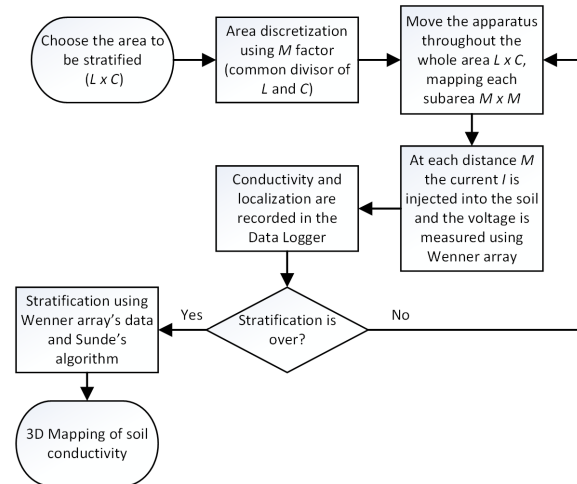 Choose the area to
be stratified
(L x C)
Area discretization
using M factor
(common divisor of
L and C)
Move the apparatus
throughout the
whole area L x C,
mapping each
subarea M x M
At each distance M
the current I is
injected into the soil
and the voltage is
measured using
Wenner array
Conductivity and
localization are
recorded in the
Data Logger
Stratification is
over?
Yes
No
Stratification using
Wenner array's data
and Sunde's
algorithm
3D Mapping of soil
conductivity